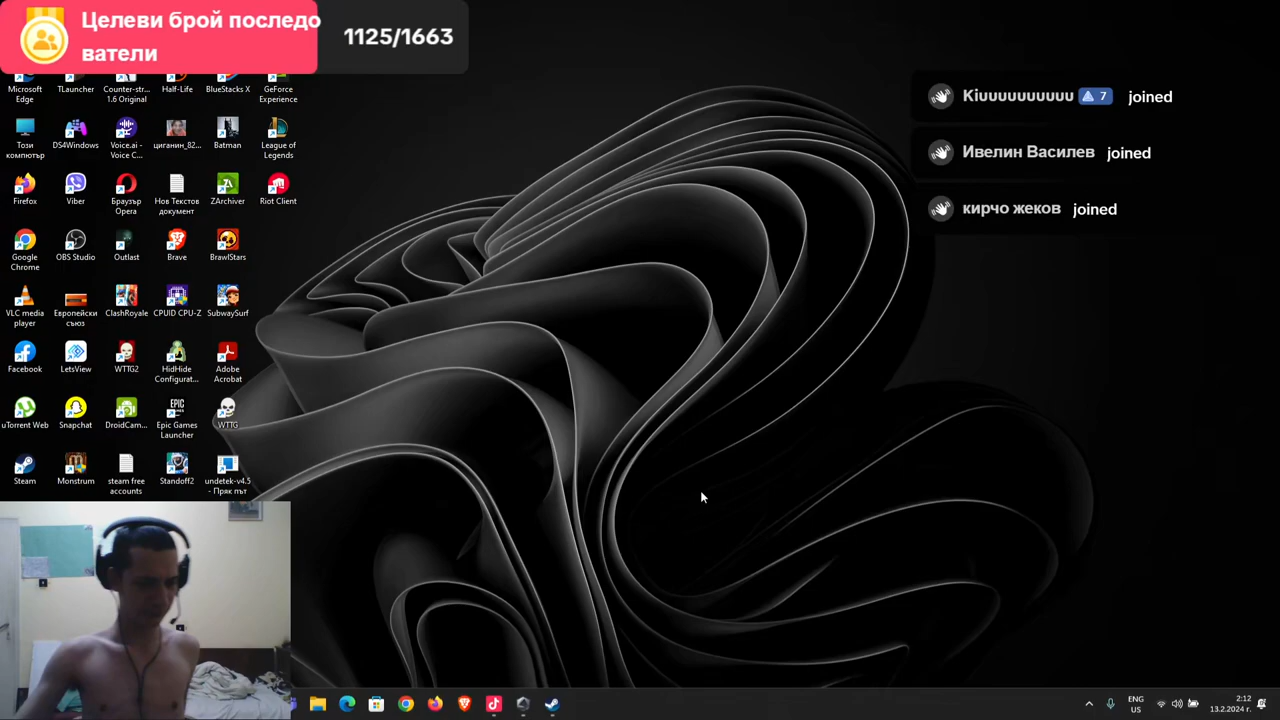 Целеви брой последо
ватели
1125/1663
Kiuuuuuuuuuu 7 joined
Ивелин Василев joined
кирчо жеков joined
Microsoft
Edge
TLauncher
Counter-str...
1.6 Original
Half-Life
BlueStacks X
GeForce
Experience
Този
компютър
DS4Windows
Voice.ai -
Voice C...
циганин_82...
Batman
League of
Legends
Firefox
Viber
Браузър
Opera
Нов Текстов
документ
ZArchiver
Riot Client
Google
Chrome
OBS Studio
Outlast
Brave
BrawlStars
VLC media
player
Европейски
съюз
ClashRoyale
CPUID CPU-Z
SubwaySurf
Facebook
LetsView
WTTG2
HidHide
Configurat...
Adobe
Acrobat
uTorrent Web
Snapchat
DroidCam...
EPIC
GAMES
Epic Games
Launcher
WTTG
Steam
Monstrum
steam free
accounts
Standoff2
undetek-v4.5
- Пряк път
ENG
US
2:12
13.2.2024 г.